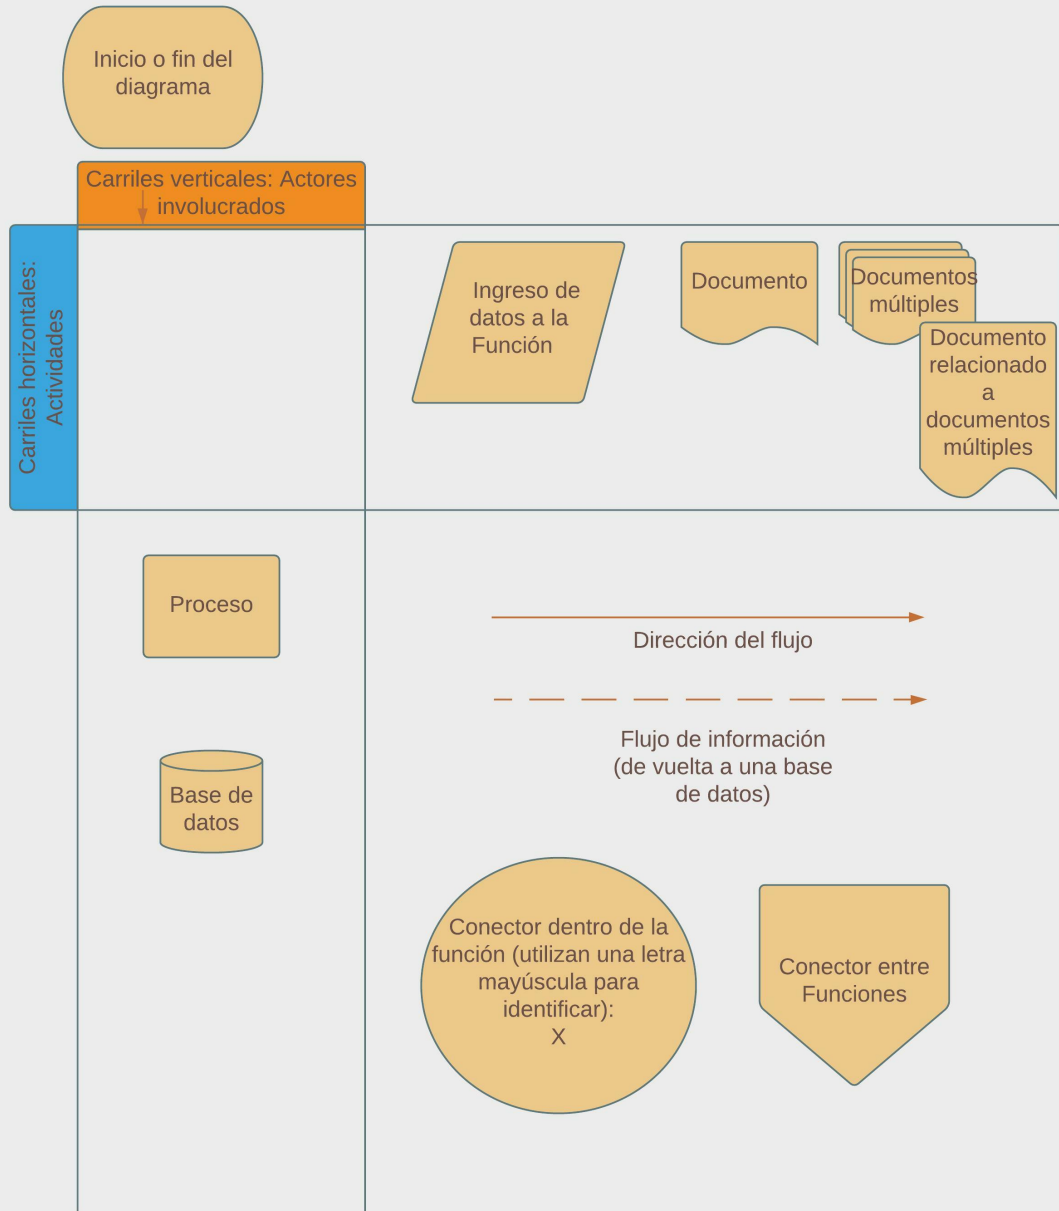 Inicio o fin del
diagrama
Carriles verticales: Actores
involucrados
Carriles horizontales:
Actividades
Ingreso de
datos a la
Función
Documento
Documentos
múltiples
Documento
relacionado
a
documentos
múltiples
Proceso
Dirección del flujo
Flujo de información
(de vuelta a una base
de datos)
Base de
datos
Conector dentro de la
función (utilizan una letra
mayúscula para
identificar):
X
Conector entre
Funciones